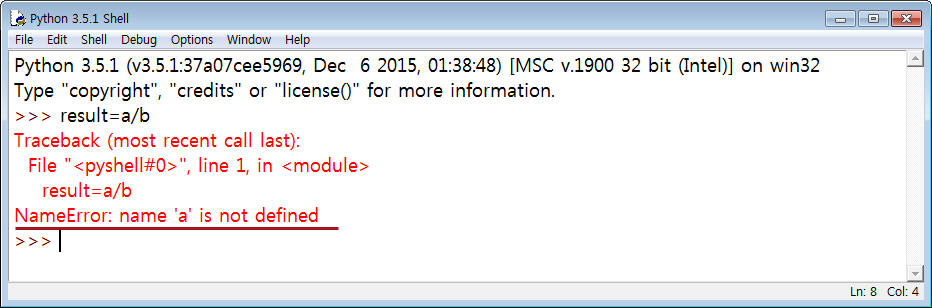 Python 3.5.1 Shell
File Edit Shell Debug Options Window Help
Python 3.5.1 (v3.5.1:37a07cee5969, Dec  6 2015, 01:38:48) [MSC v.1900 32 bit (Intel)] on win32
Type "copyright", "credits" or "license()" for more information.
>>> result=a/b
Traceback (most recent call last):
  File "<pyshell#0>", line 1, in <module>
    result=a/b
NameError: name 'a' is not defined
>>>
Ln: 8 Col: 4